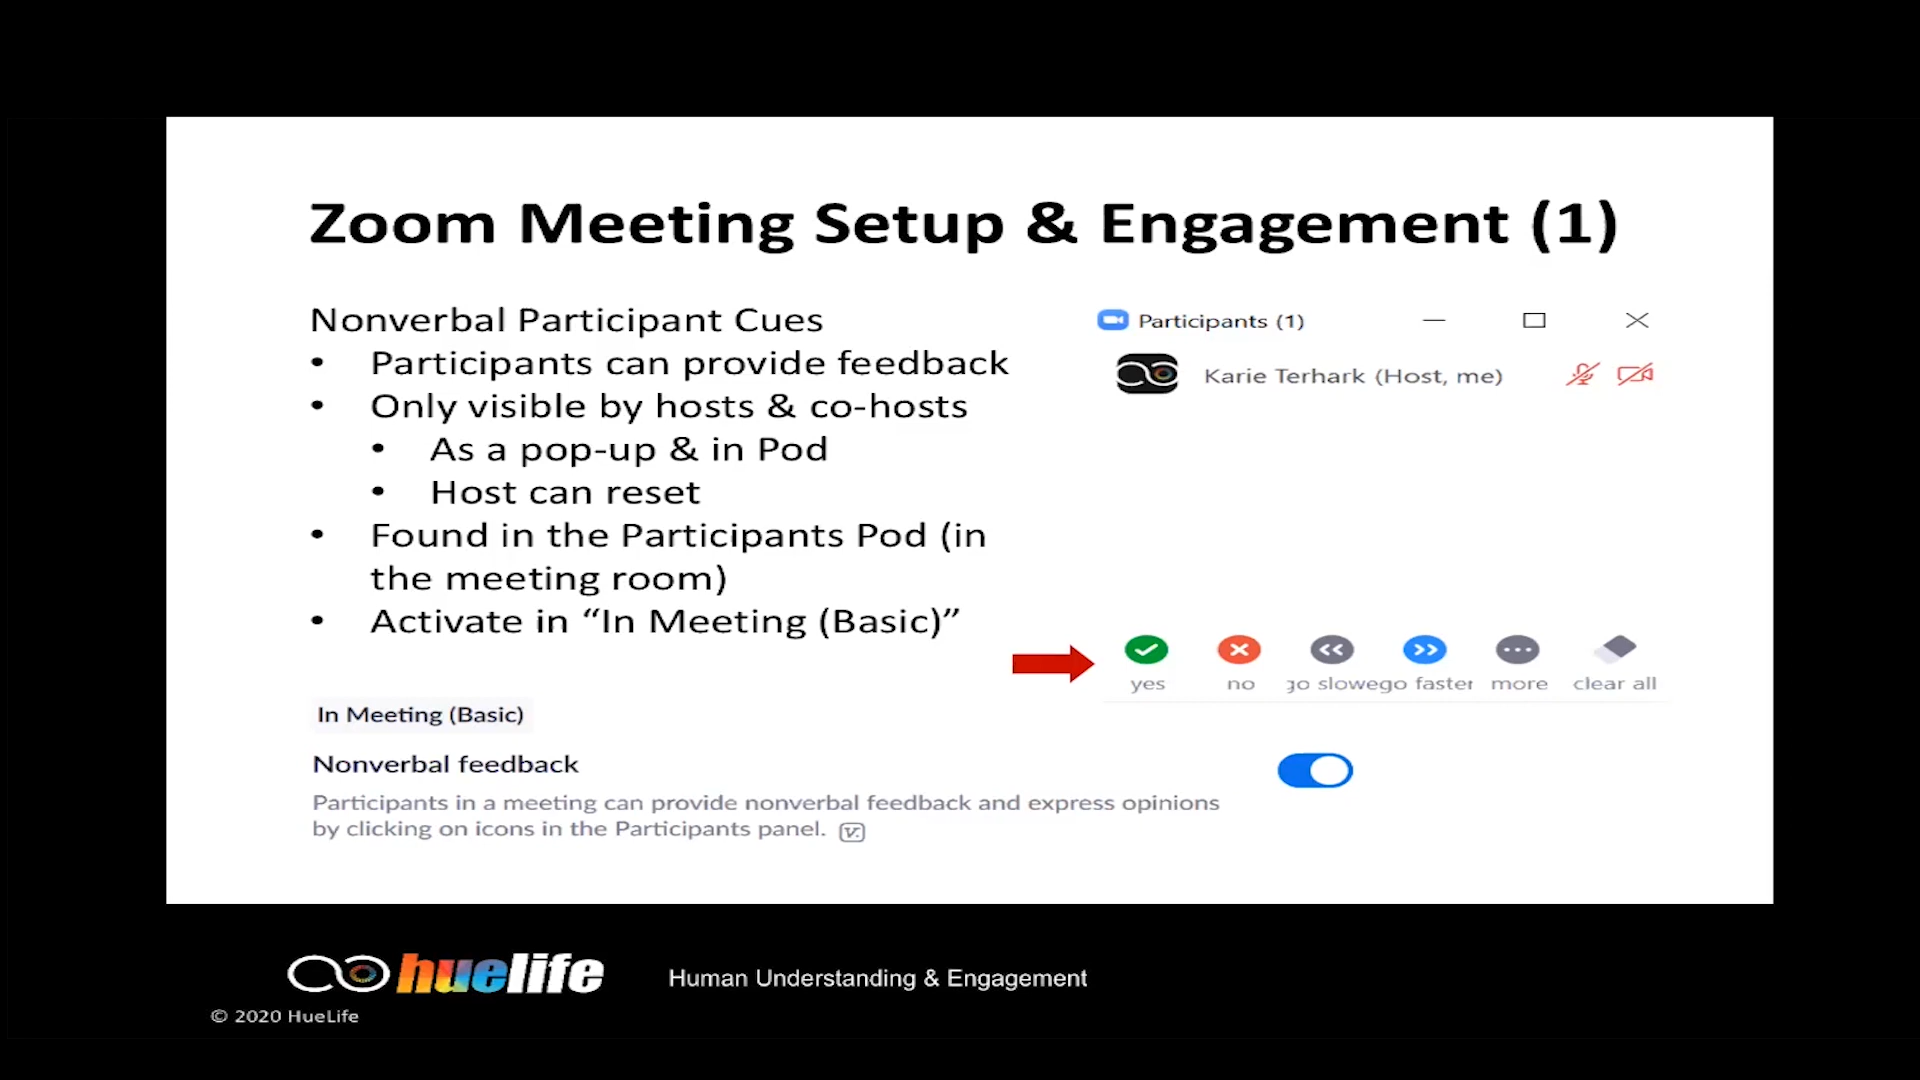 Zoom Meeting Setup & Engagement (1)
Nonverbal Participant Cues
• Participants can provide feedback
• Only visible by hosts & co-hosts
• As a pop-up & in Pod
• Host can reset
• Found in the Participants Pod (in
the meeting room)
• Activate in “In Meeting (Basic)”
Participants (1)
Karie Terhark (Host, me)
yes no go slowe go faster more clear all
In Meeting (Basic)
Nonverbal feedback
Participants in a meeting can provide nonverbal feedback and express opinions
by clicking on icons in the Participants panel.
huelife
Human Understanding & Engagement
© 2020 HueLife